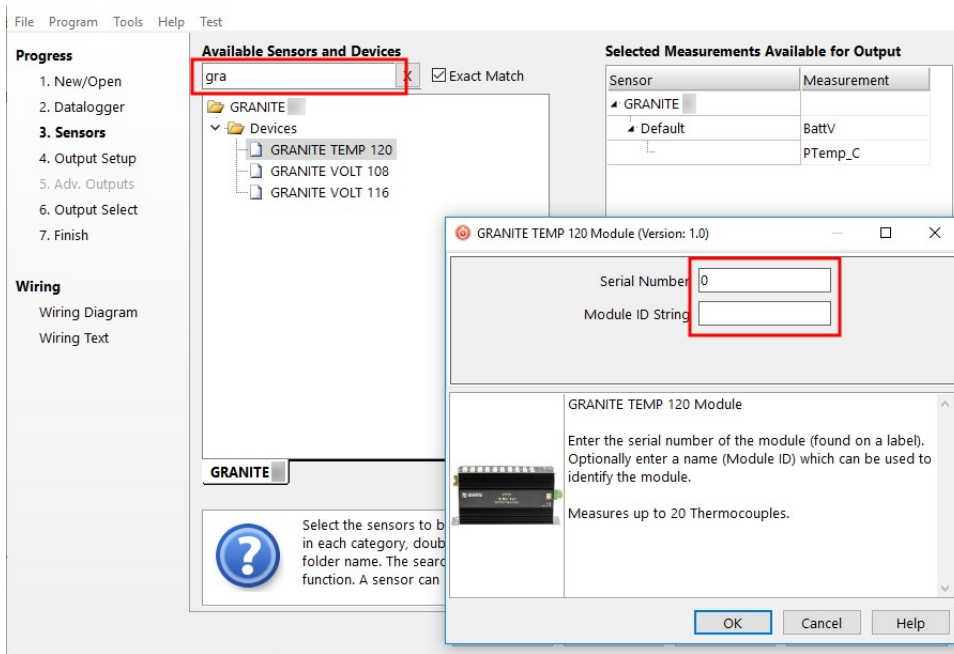 File Program Tools Help Test
Progress
1. New/Open
2. Datalogger
3. Sensors
4. Output Setup
5. Adv. Outputs
6. Output Select
7. Finish
Wiring
Wiring Diagram
Wiring Text
Available Sensors and Devices
gra
X
Exact Match
GRANITE
Devices
GRANITE TEMP 120
GRANITE VOLT 108
GRANITE VOLT 116
GRANITE
Select the sensors to b
in each category, doub
folder name. The searc
function. A sensor can
Selected Measurements Available for Output
Sensor Measurement
GRANITE
Default BattV
PTemp_C
GRANITE TEMP 120 Module (Version: 1.0)
Serial Number 0
Module ID String
GRANITE TEMP 120 Module
Enter the serial number of the module (found on a label).
Optionally enter a name (Module ID) which can be used to
identify the module.
Measures up to 20 Thermocouples.
OK Cancel Help